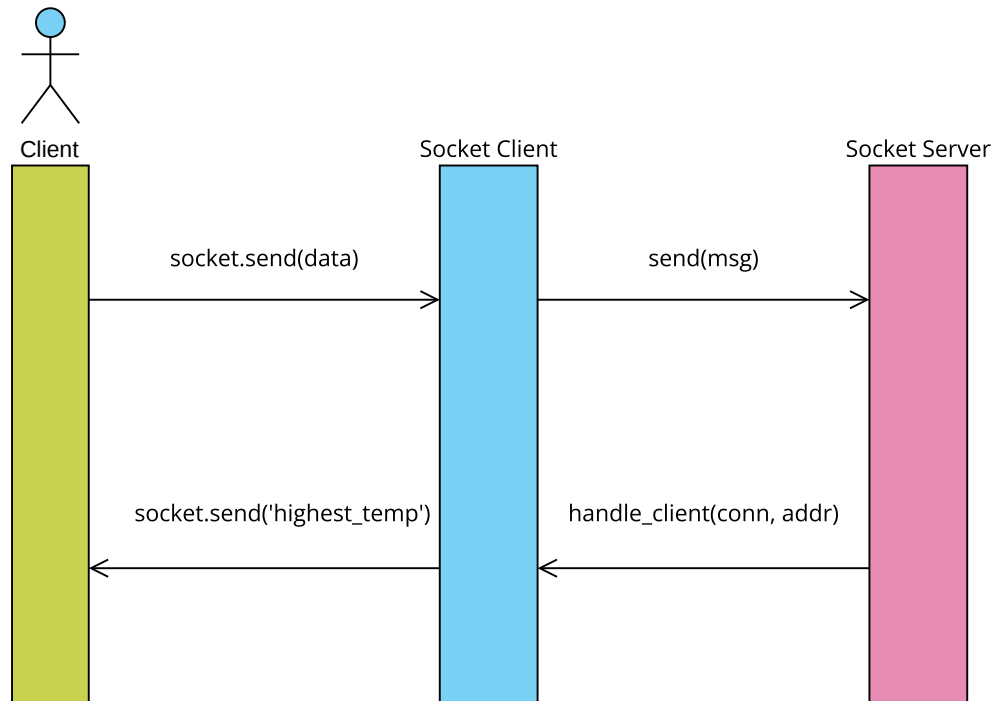 Client
Socket Client
Socket Server
socket.send(data)
send(msg)
socket.send('highest_temp')
handle_client(conn, addr)